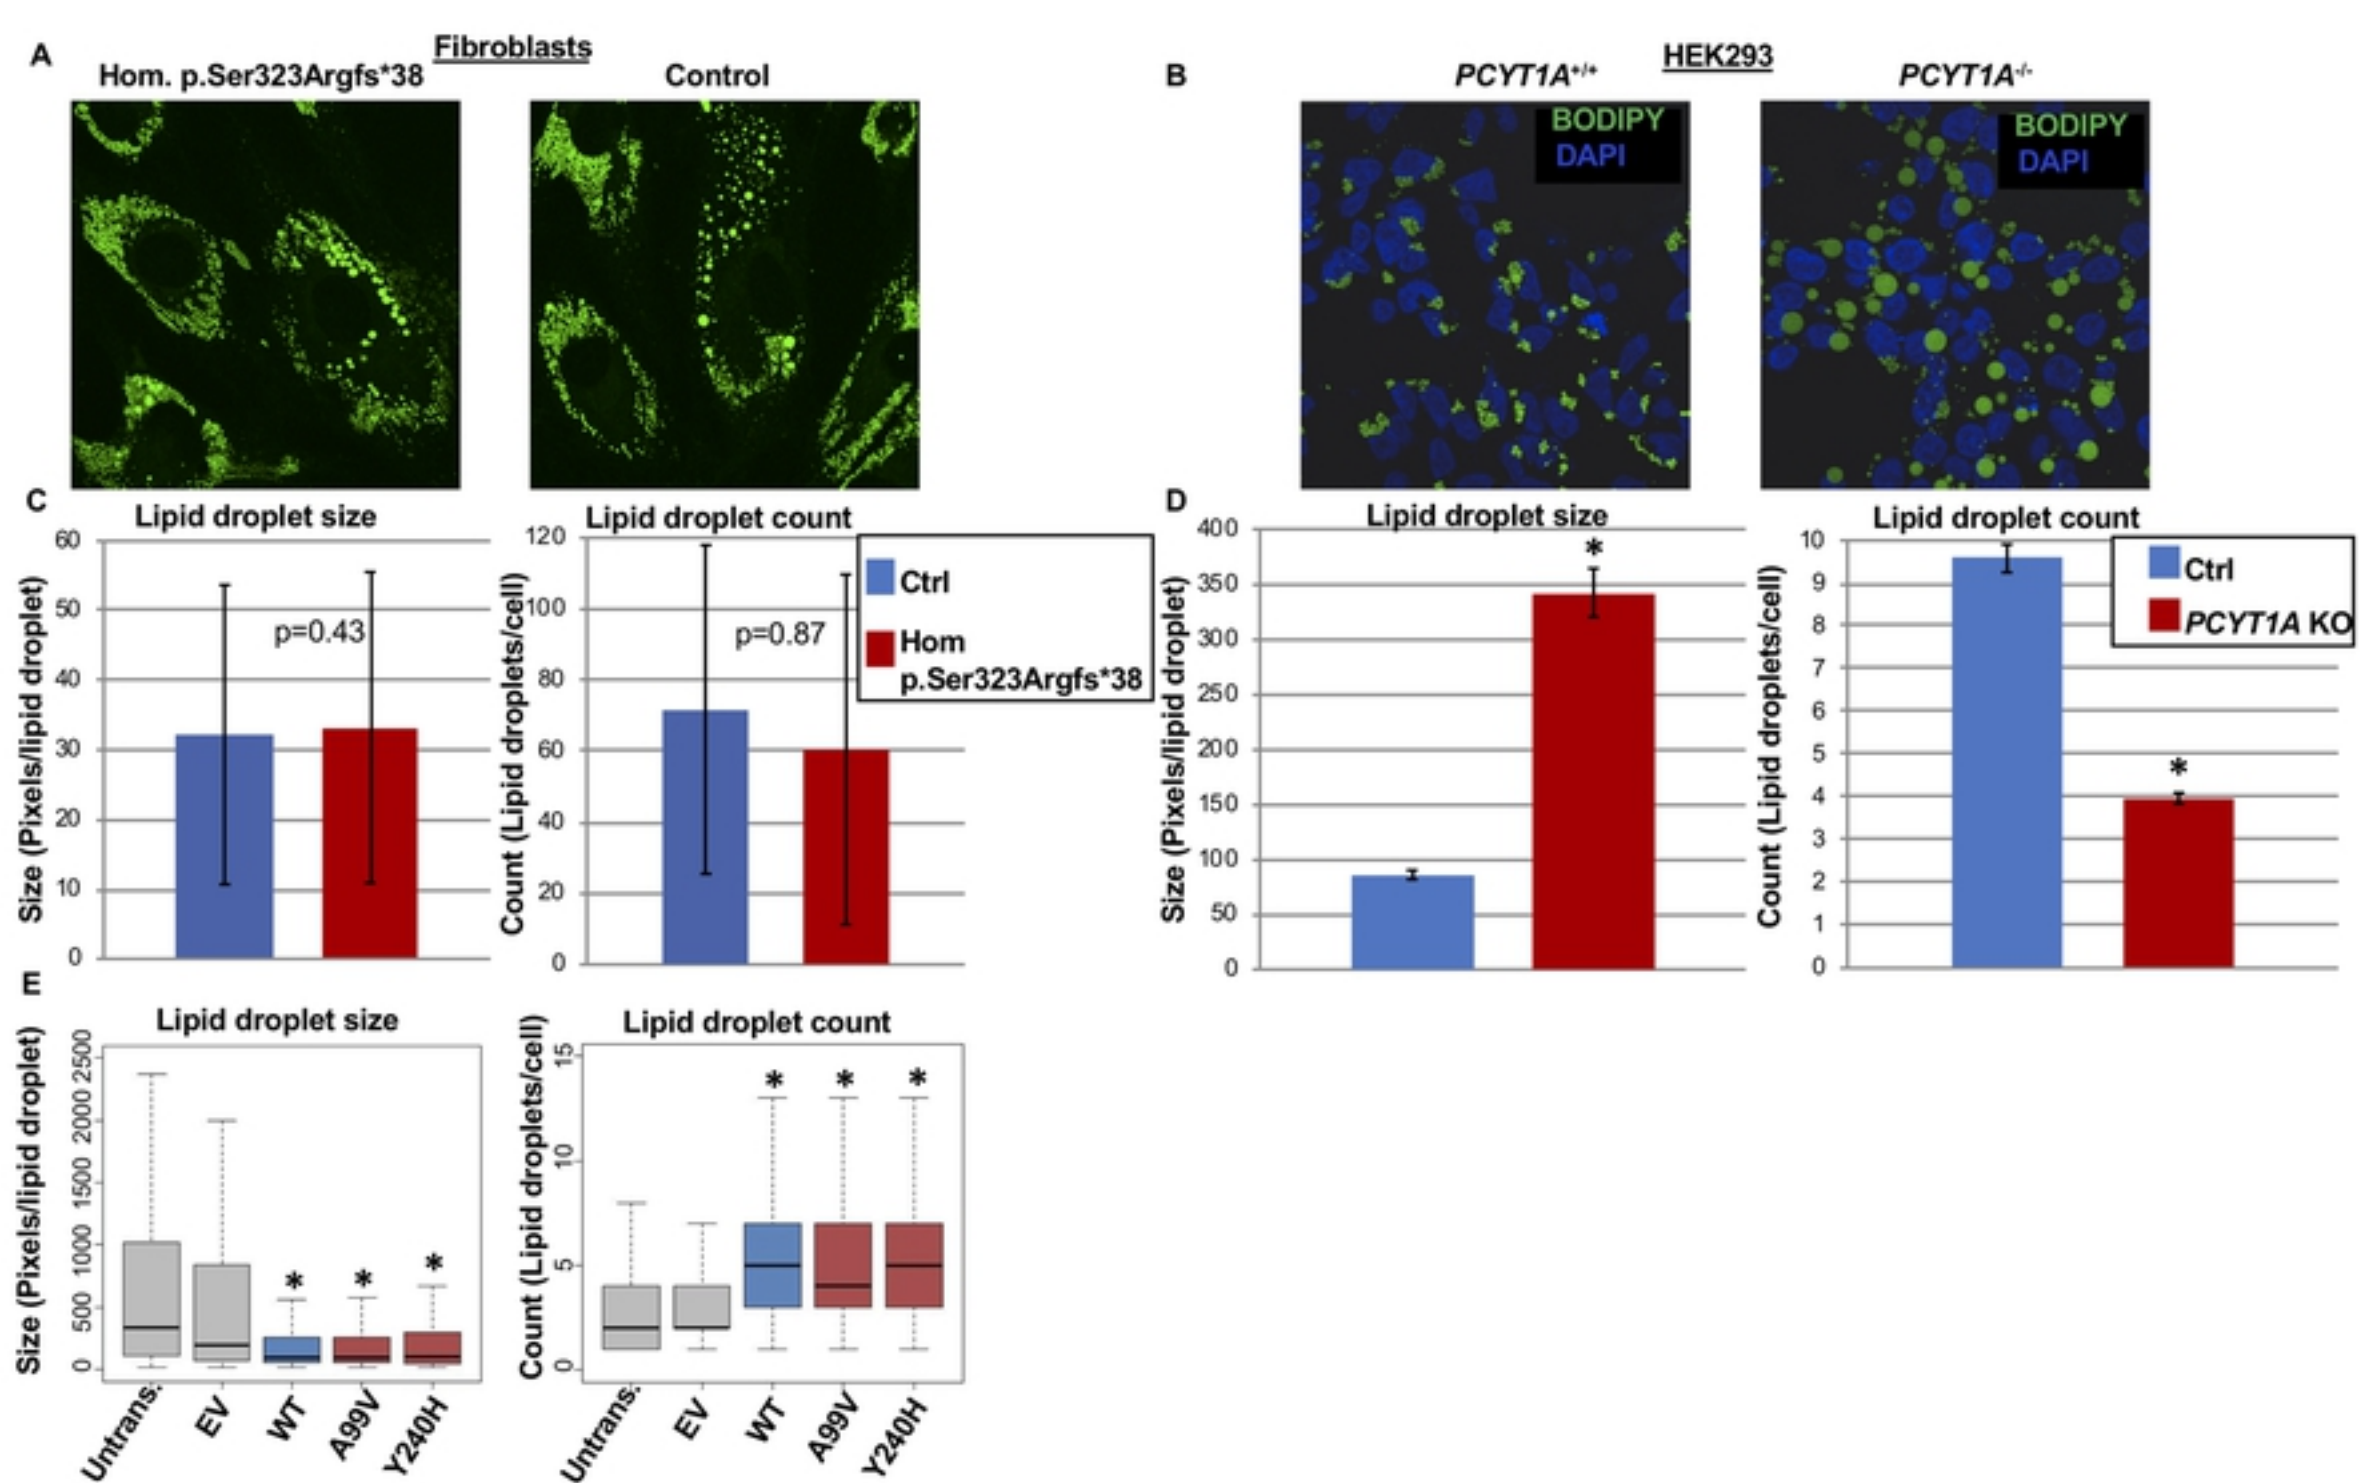 A
Fibroblasts
Hom. p.Ser323Argfs*38
Control
B
HEK293
PCYT1A+/+
PCYT1A-/-
BODIPY
DAPI
BODIPY
DAPI
C
Lipid droplet size
Size (Pixels/lipid droplet)
60
50
40
30
20
10
0
p=0.43
Lipid droplet count
Count (Lipid droplets/cell)
120
100
80
60
40
20
0
p=0.87
Ctrl
Hom
p.Ser323Argfs*38
D
Lipid droplet size
Size (Pixels/lipid droplet)
400
350
300
250
200
150
100
50
0
*
Lipid droplet count
Count (Lipid droplets/cell)
10
9
8
7
6
5
4
3
2
1
0
*
Ctrl
PCYT1A KO
E
Lipid droplet size
Size (Pixels/lipid droplet)
2500
2000
1500
1000
500
0
* * *
Untrans.
EV
WT
A99V
Y240H
Lipid droplet count
Count (Lipid droplets/cell)
15
10
5
0
* * *
Untrans.
EV
WT
A99V
Y240H